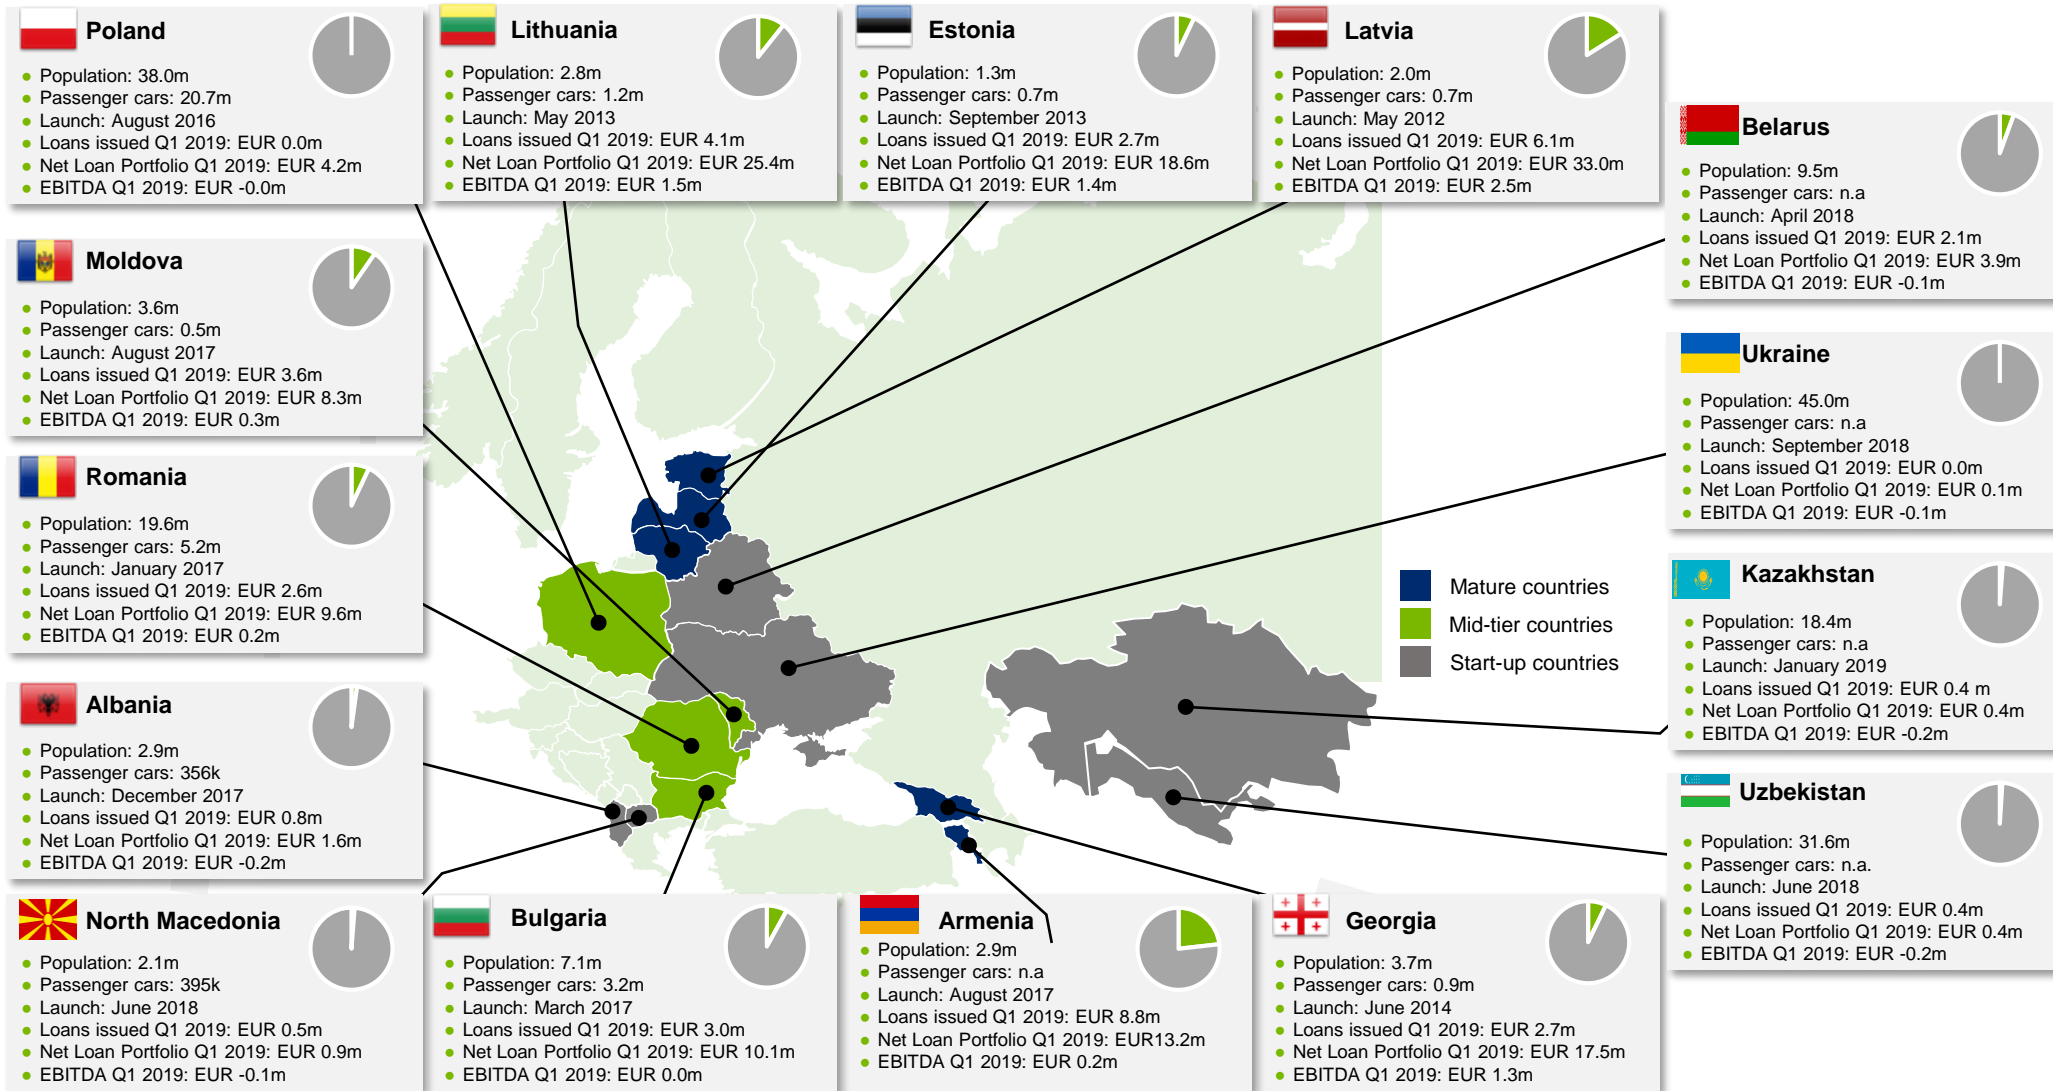 Poland
Population: 38.0m
Passenger cars: 20.7m
Launch: August 2016
Loans issued Q1 2019: EUR 0.0m
Net Loan Portfolio Q1 2019: EUR 4.2m
EBITDA Q1 2019: EUR -0.0m
Lithuania
Population: 2.8m
Passenger cars: 1.2m
Launch: May 2013
Loans issued Q1 2019: EUR 4.1m
Net Loan Portfolio Q1 2019: EUR 25.4m
EBITDA Q1 2019: EUR 1.5m
Estonia
Population: 1.3m
Passenger cars: 0.7m
Launch: September 2013
Loans issued Q1 2019: EUR 2.7m
Net Loan Portfolio Q1 2019: EUR 18.6m
EBITDA Q1 2019: EUR 1.4m
Latvia
Population: 2.0m
Passenger cars: 0.7m
Launch: May 2012
Loans issued Q1 2019: EUR 6.1m
Net Loan Portfolio Q1 2019: EUR 33.0m
EBITDA Q1 2019: EUR 2.5m
Belarus
Population: 9.5m
Passenger cars: n.a
Launch: April 2018
Loans issued Q1 2019: EUR 2.1m
Net Loan Portfolio Q1 2019: EUR 3.9m
EBITDA Q1 2019: EUR -0.1m
Moldova
Population: 3.6m
Passenger cars: 0.5m
Launch: August 2017
Loans issued Q1 2019: EUR 3.6m
Net Loan Portfolio Q1 2019: EUR 8.3m
EBITDA Q1 2019: EUR 0.3m
Ukraine
Population: 45.0m
Passenger cars: n.a
Launch: September 2018
Loans issued Q1 2019: EUR 0.0m
Net Loan Portfolio Q1 2019: EUR 0.1m
EBITDA Q1 2019: EUR -0.1m
Romania
Population: 19.6m
Passenger cars: 5.2m
Launch: January 2017
Loans issued Q1 2019: EUR 2.6m
Net Loan Portfolio Q1 2019: EUR 9.6m
EBITDA Q1 2019: EUR 0.2m
Mature countries
Mid-tier countries
Start-up countries
Kazakhstan
Population: 18.4m
Passenger cars: n.a
Launch: January 2019
Loans issued Q1 2019: EUR 0.4 m
Net Loan Portfolio Q1 2019: EUR 0.4m
EBITDA Q1 2019: EUR -0.2m
Albania
Population: 2.9m
Passenger cars: 356k
Launch: December 2017
Loans issued Q1 2019: EUR 0.8m
Net Loan Portfolio Q1 2019: EUR 1.6m
EBITDA Q1 2019: EUR -0.2m
Uzbekistan
Population: 31.6m
Passenger cars: n.a.
Launch: June 2018
Loans issued Q1 2019: EUR 0.4m
Net Loan Portfolio Q1 2019: EUR 0.4m
EBITDA Q1 2019: EUR -0.2m
North Macedonia
Population: 2.1m
Passenger cars: 395k
Launch: June 2018
Loans issued Q1 2019: EUR 0.5m
Net Loan Portfolio Q1 2019: EUR 0.9m
EBITDA Q1 2019: EUR -0.1m
Bulgaria
Population: 7.1m
Passenger cars: 3.2m
Launch: March 2017
Loans issued Q1 2019: EUR 3.0m
Net Loan Portfolio Q1 2019: EUR 10.1m
EBITDA Q1 2019: EUR 0.0m
Armenia
Population: 2.9m
Passenger cars: n.a
Launch: August 2017
Loans issued Q1 2019: EUR 8.8m
Net Loan Portfolio Q1 2019: EUR13.2m
EBITDA Q1 2019: EUR 0.2m
Georgia
Population: 3.7m
Passenger cars: 0.9m
Launch: June 2014
Loans issued Q1 2019: EUR 2.7m
Net Loan Portfolio Q1 2019: EUR 17.5m
EBITDA Q1 2019: EUR 1.3m